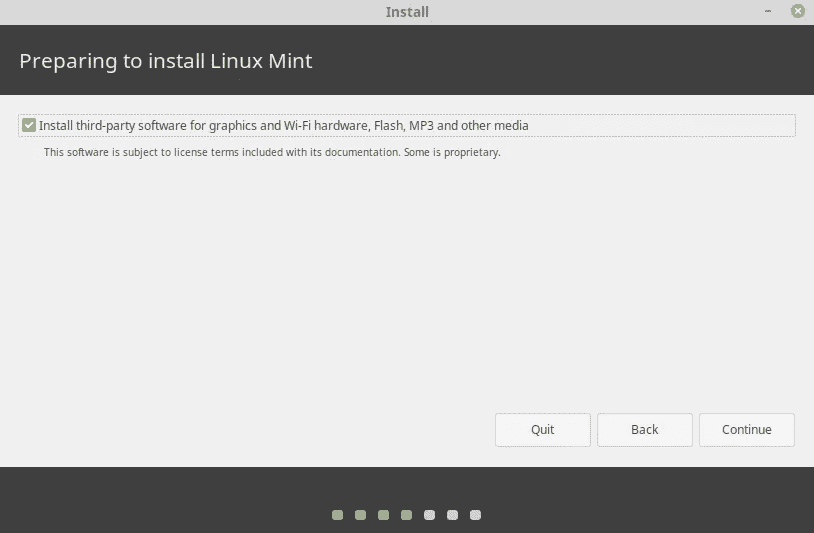 Install
Preparing to install Linux Mint
Install third-party software for graphics and Wi-Fi hardware, Flash, MP3 and other media
This software is subject to license terms included with its documentation. Some is proprietary.
Quit Back Continue